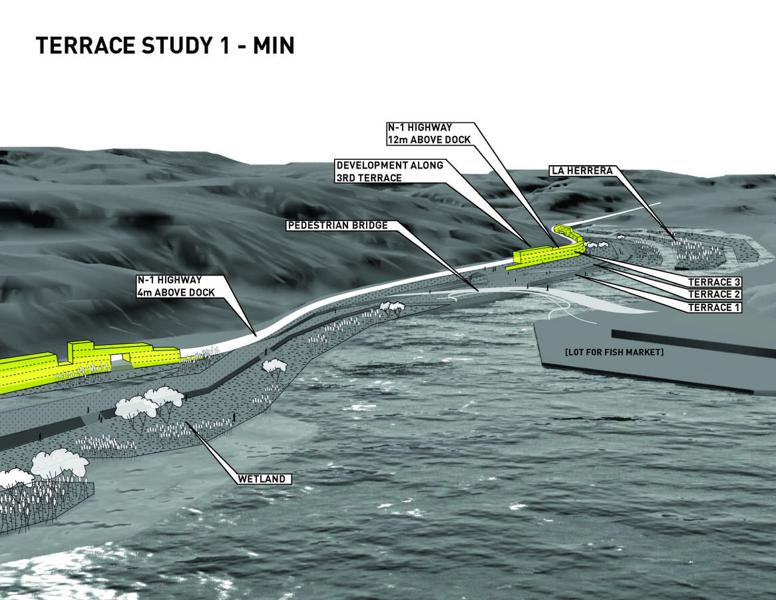 TERRACE STUDY 1 - MIN
N-1 HIGHWAY
12m ABOVE DOCK
DEVELOPMENT ALONG
3RD TERRACE
LA HERRERA
PEDESTRIAN BRIDGE
N-1 HIGHWAY
4m ABOVE DOCK
TERRACE 3
TERRACE 2
TERRACE 1
[LOT FOR FISH MARKET]
WETLAND